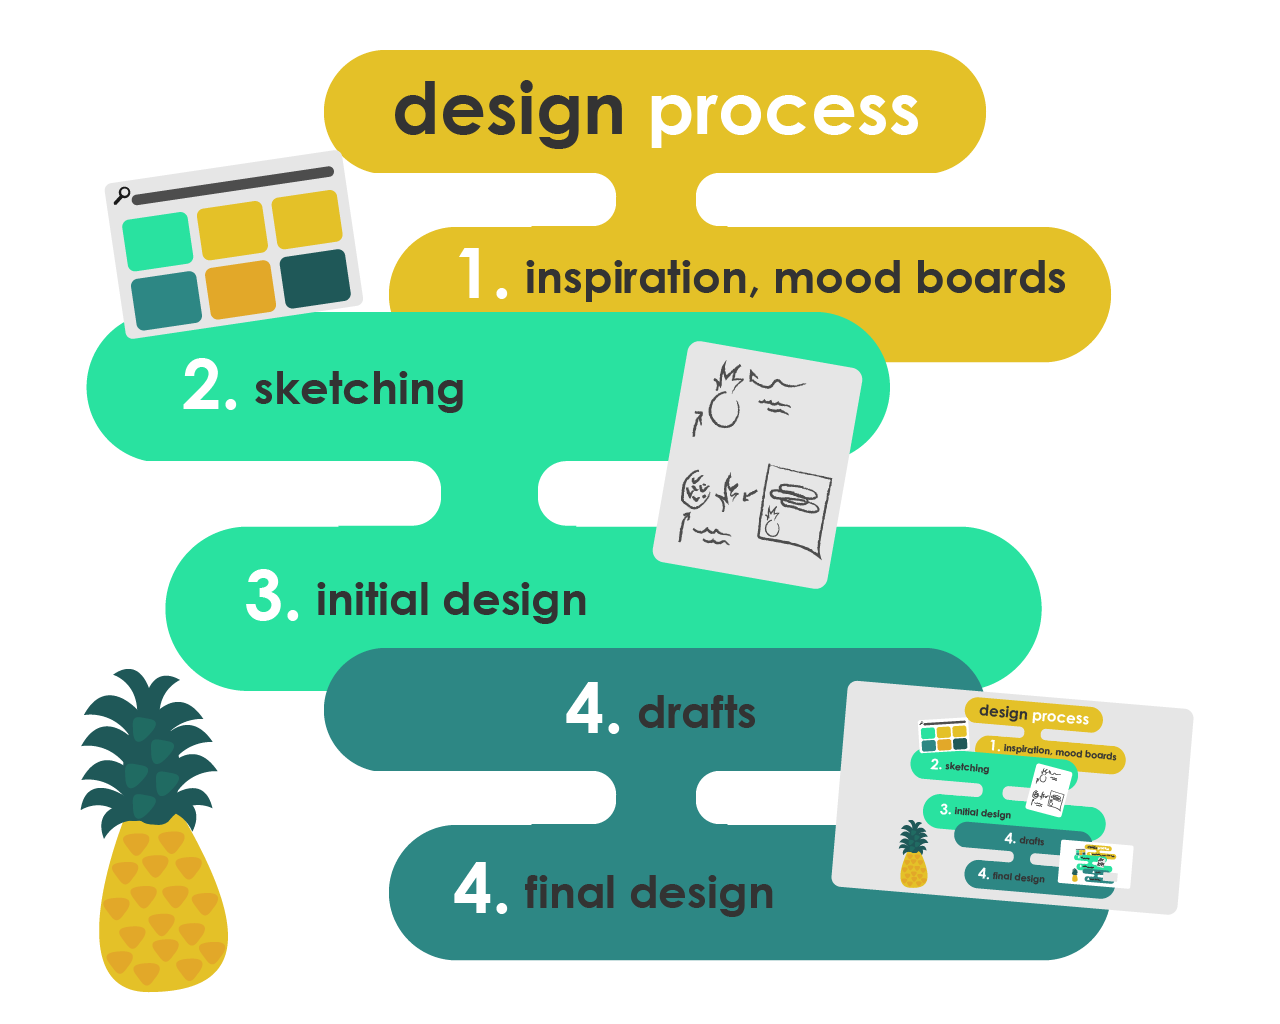 design process
1. inspiration, mood boards
2. sketching
3. initial design
4. drafts
4. final design
design process
1. inspiration, mood boards
2. sketching
3. initial design
4. drafts
4. final design